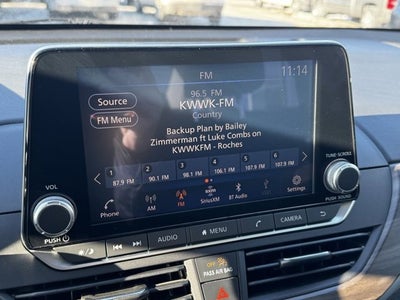 FM
11:14
Source
FM Menu
96.5 FM
KWWK-FM
Country
Backup Plan by Bailey
Zimmerman ft Luke Combs on
KWWKFM - Roches
1 2 3 4 5 6
87.9 FM 90.1 FM 98.1 FM 106.1 FM 107.9 FM 107.9 FM
Phone
AM
FM
SiriusXM
BT Audio
Settings
VOL
PUSH
TUNE·SCROLL
PUSH SOUND
AUDIO
MENU
CAMERA
PASS AIR BAG